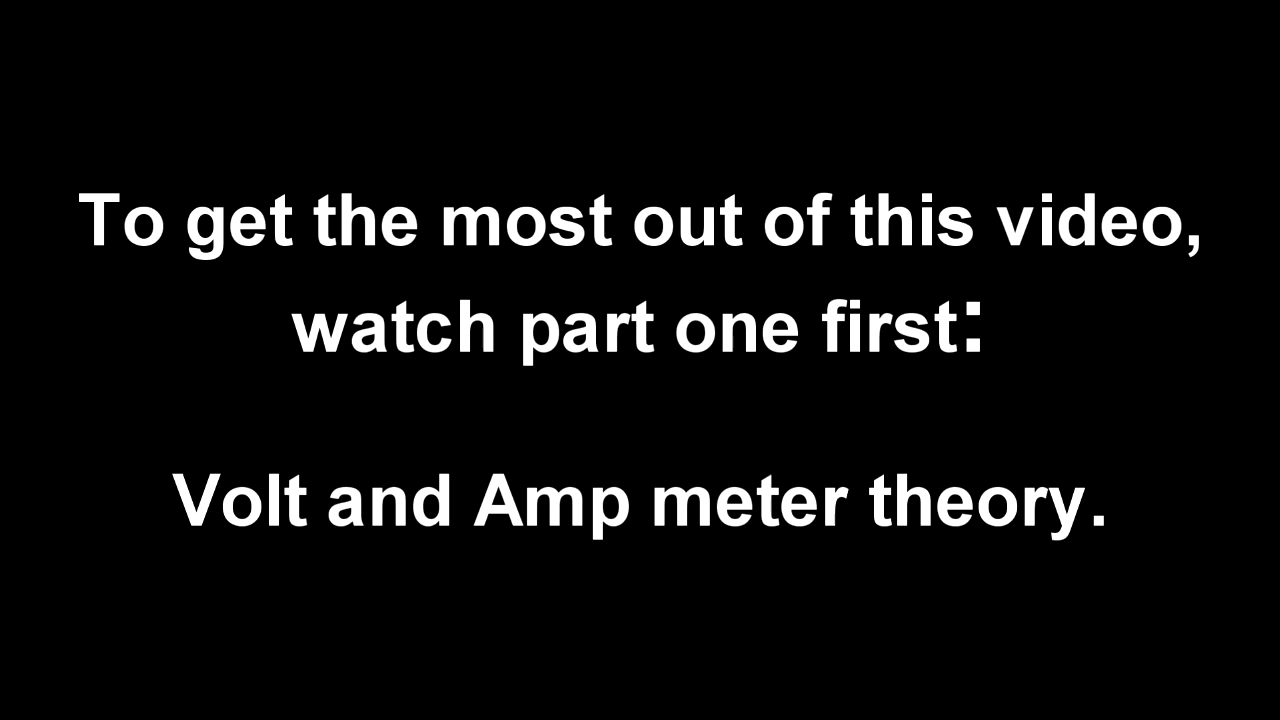 To get the most out of this video,
watch part one first:
Volt and Amp meter theory.